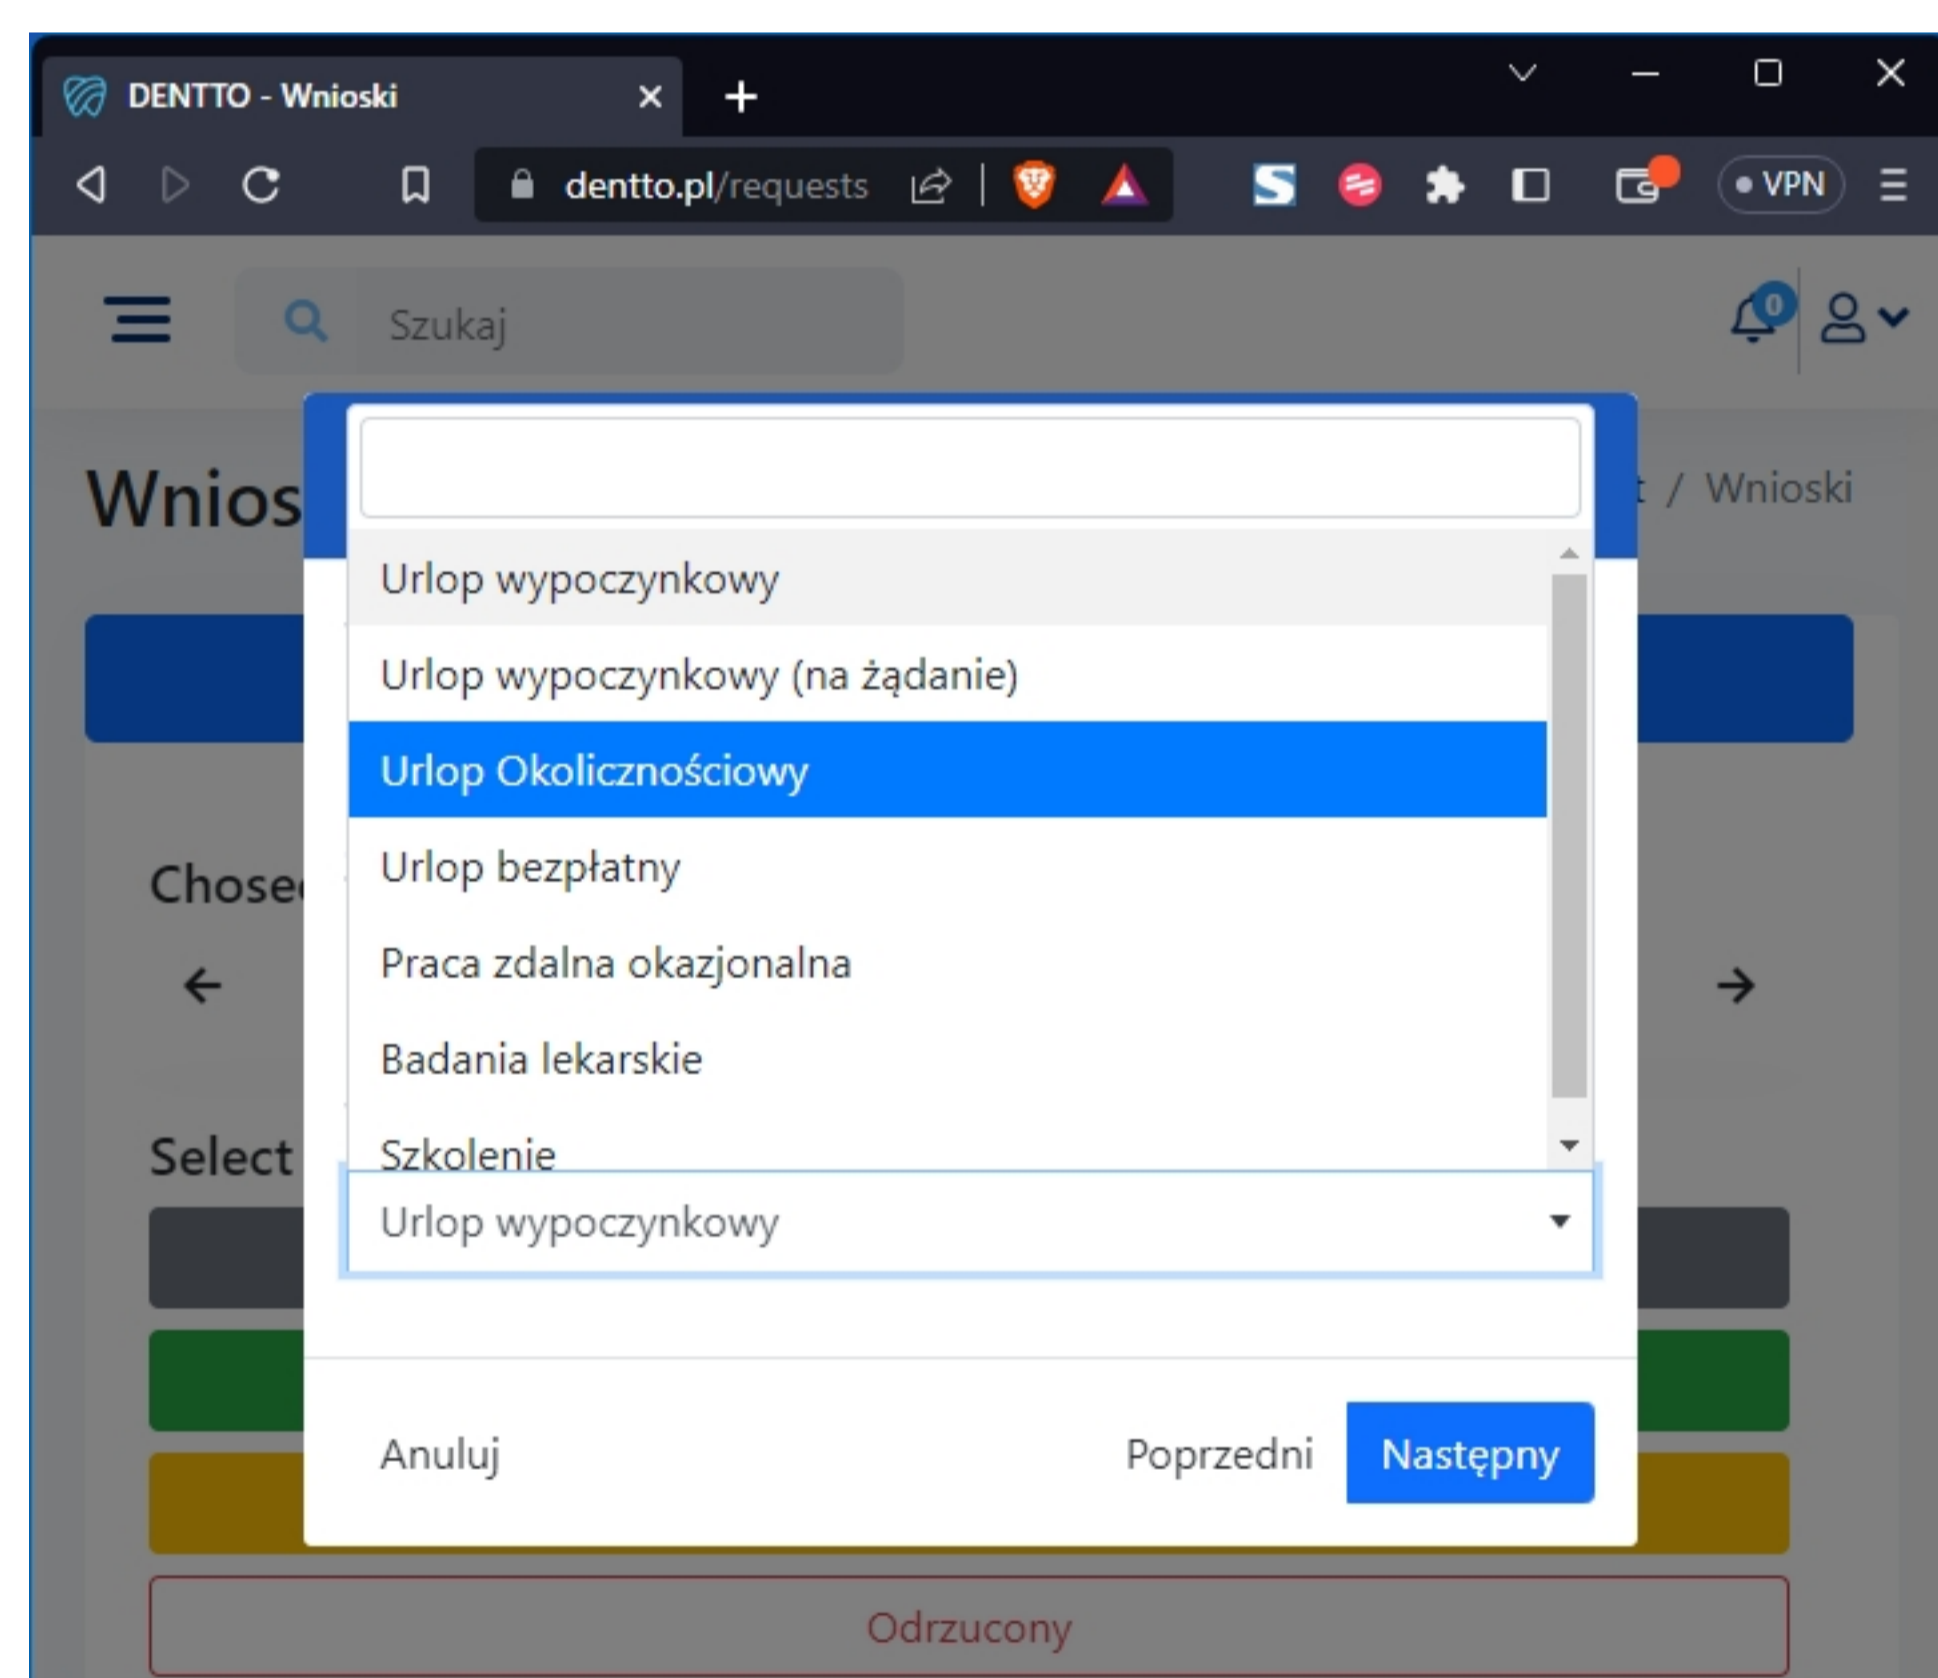 DENTTO - Wnioski
dentto.pl/requests
VPN
Szukaj
0
Wnios
t / Wnioski
Urlop wypoczynkowy
Urlop wypoczynkowy (na żądanie)
Urlop Okolicznościowy
Urlop bezpłatny
Chose
Praca zdalna okazjonalna
Badania lekarskie
Szkolenie
Select
Urlop wypoczynkowy
Anuluj
Poprzedni
Następny
Odrzucony